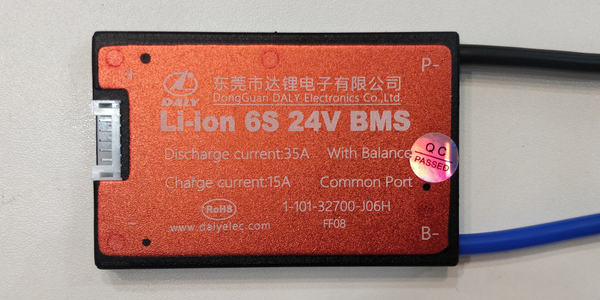 P-
+
DALY
东莞市达锂电子有限公司
DongGuan DALY Electronics Co.,Ltd.
Li-ion 6S 24V BMS
Discharge current:35A With Balance
QC
PASSED
Charge current:15A Common Port
RoHS
1-101-32700-J06H
www.dalyelec.com
FF08
-
B-